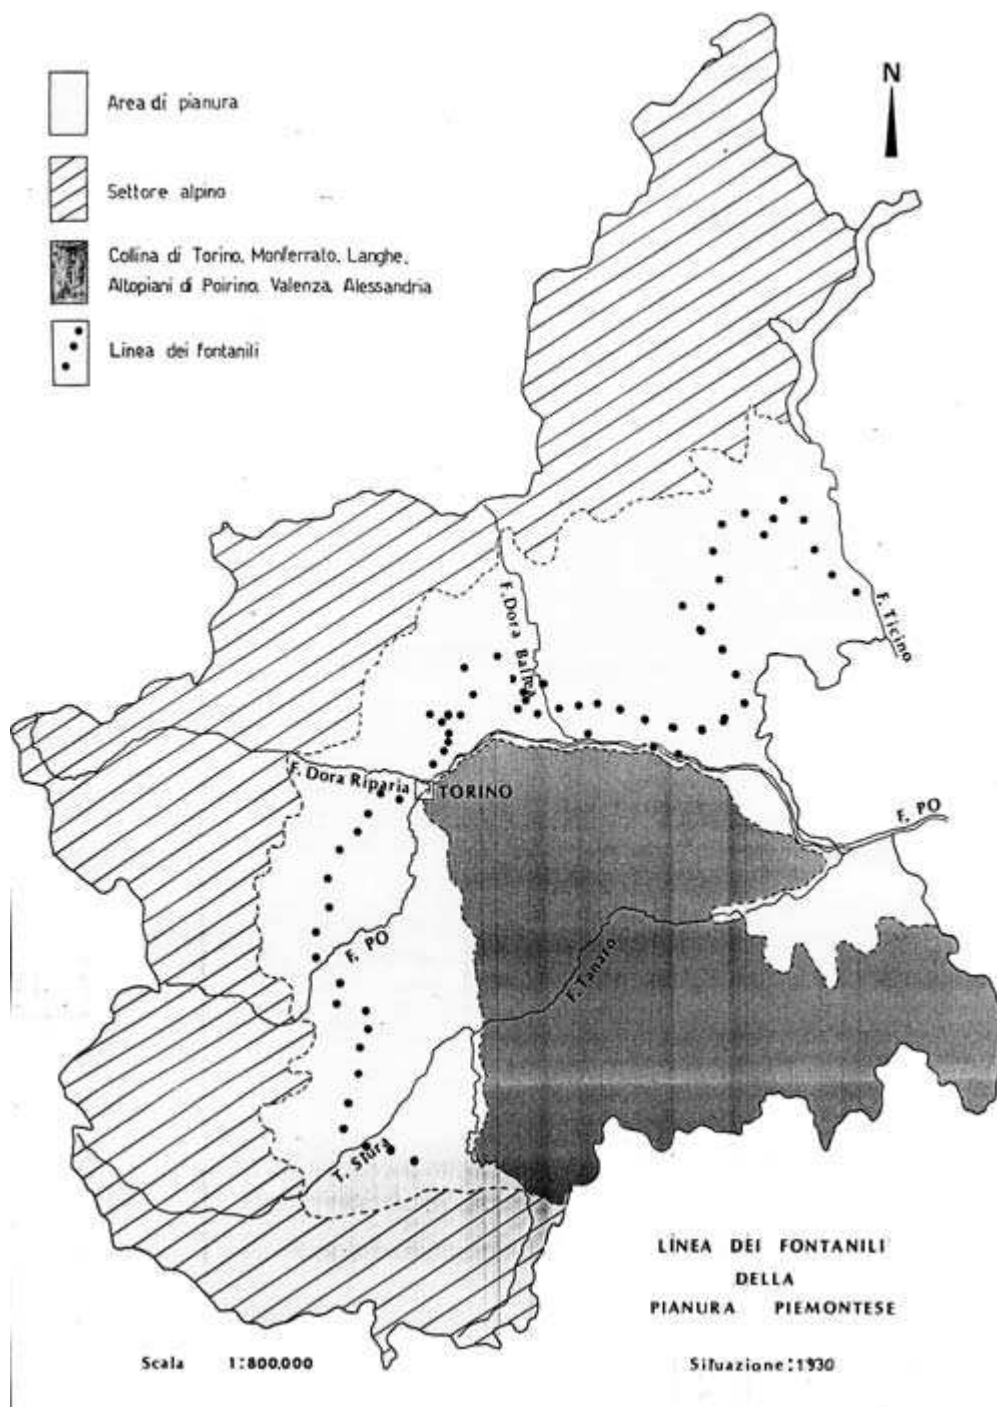 Area di pianura
Settore alpino
Collina di Torino, Monferrato, Langhe,
Altopiani di Poirino, Valenza, Alessandria
Linea dei fontanili
N
F. Ticino
F. Dora Baltea
F. Dora Riparia
TORINO
F. PO
F. PO
F. Tanaro
T. Stura
LINEA DEI FONTANILI
DELLA
PIANURA PIEMONTESE
Scala 1:800.000
Situazione: 1930